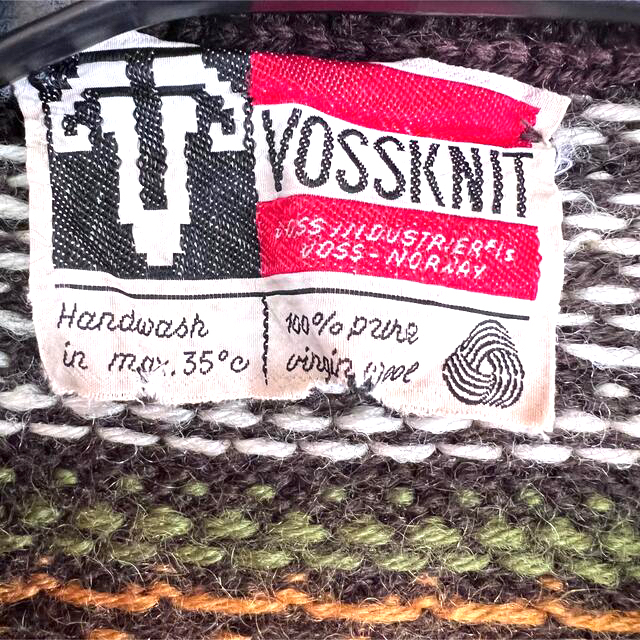 VOSSKNIT
VOSS-NORWAY
Handwash
in max. 35°c
100% pure
virgin wool